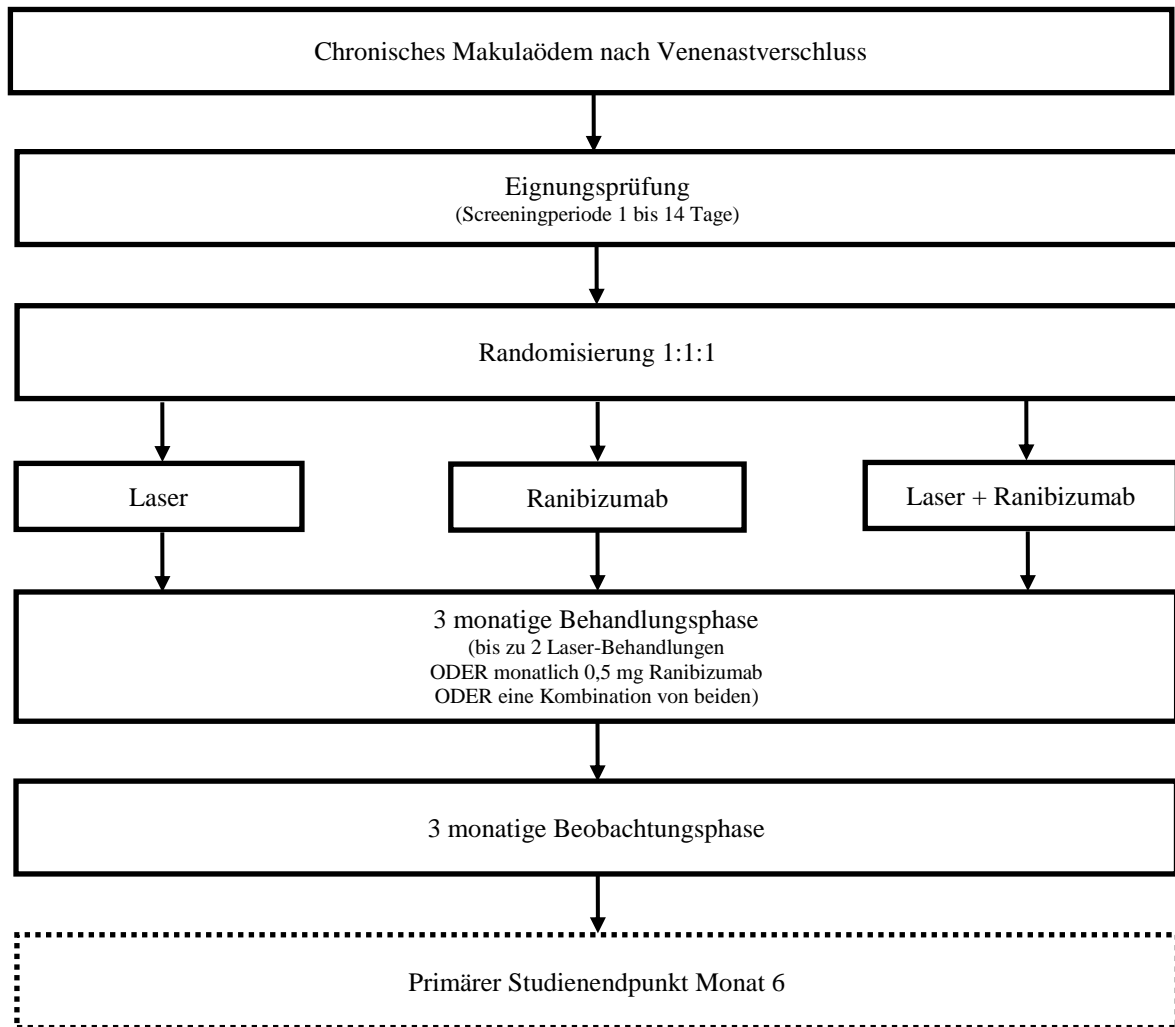 Chronisches Makulaödem nach Venenastverschluss
Eignungsprüfung
(Screeningperiode 1 bis 14 Tage)
Randomisierung 1:1:1
Laser
Ranibizumab
Laser + Ranibizumab
3 monatige Behandlungsphase
(bis zu 2 Laser-Behandlungen
ODER monatlich 0,5 mg Ranibizumab
ODER eine Kombination von beiden)
3 monatige Beobachtungsphase
Primärer Studienendpunkt Monat 6